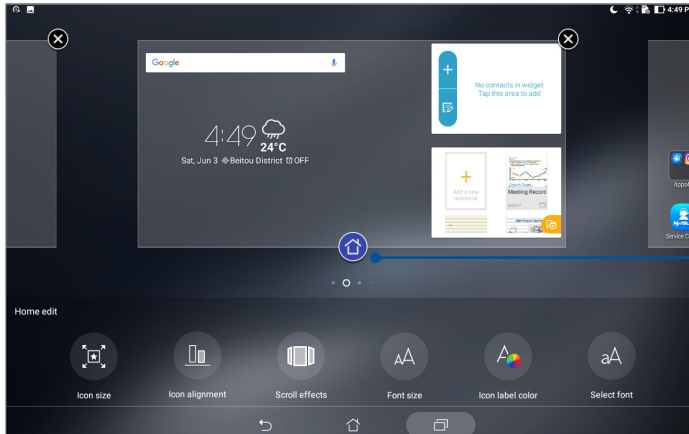 4:49 P
Google
4:49
24°C
Sat, Jun 3 Beitou District OFF
No contacts in widget
Tap this area to add
Add a new
notebook
Meeting Record
Apps4
Service C
Home edit
Icon size
Icon alignment
Scroll effects
Font size
Icon label color
Select font